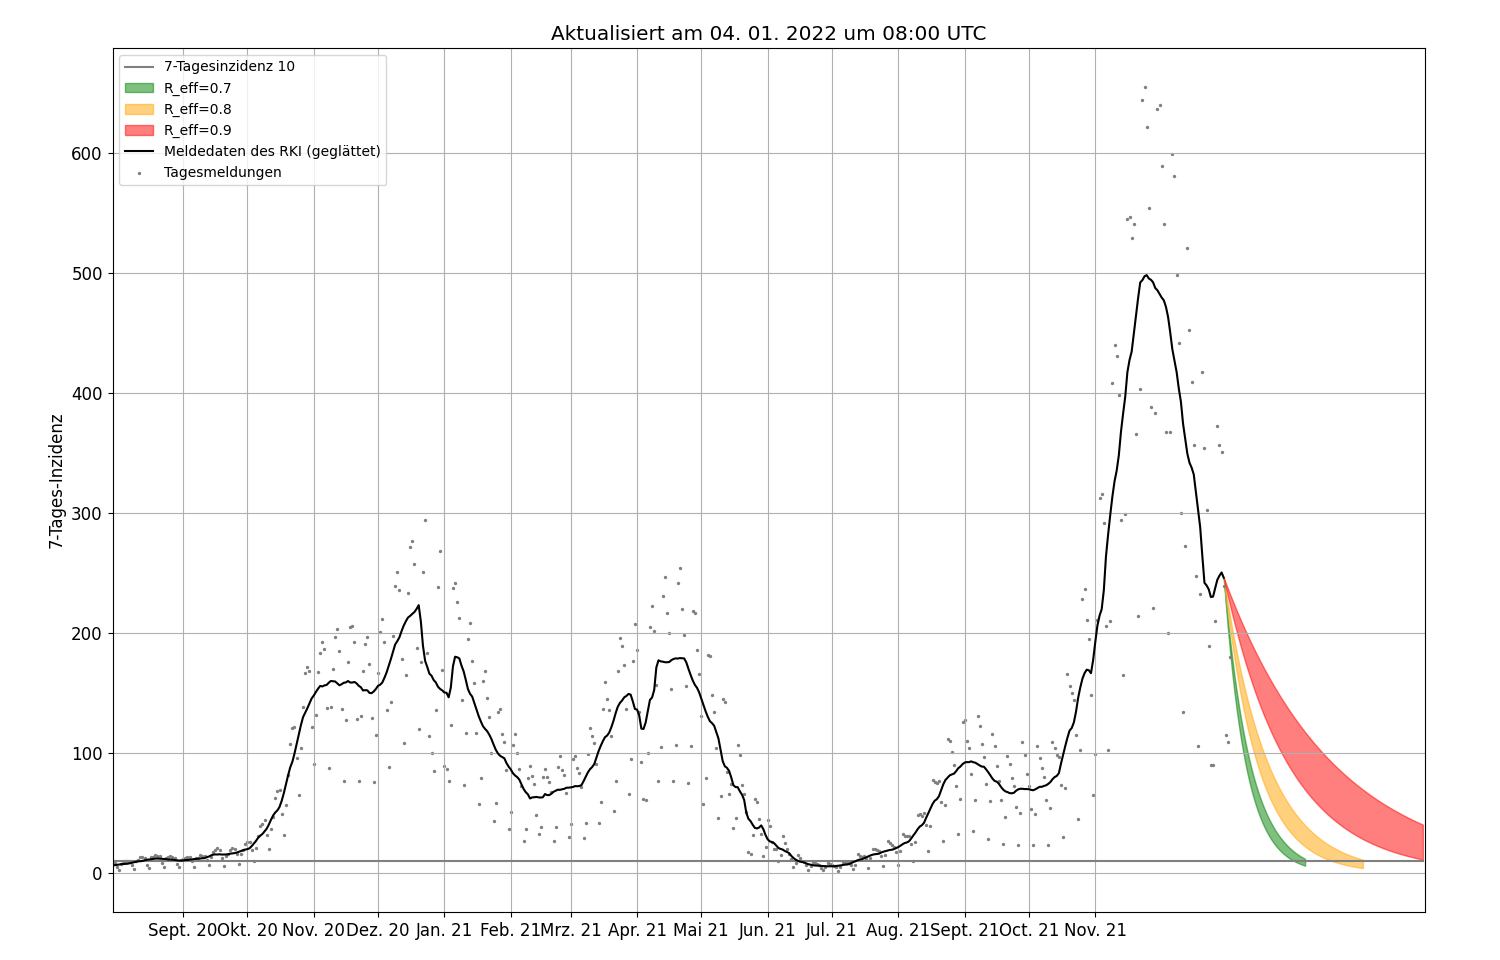 Aktualisiert am 04. 01. 2022 um 08:00 UTC
7-Tagesinzidenz 10
R_eff=0.7
R_eff=0.8
R_eff=0.9
Meldedaten des RKI (geglättet)
Tagesmeldungen
7-Tages-Inzidenz
600
500
400
300
200
100
0
Sept. 20 Okt. 20 Nov. 20 Dez. 20 Jan. 21 Feb. 21 Mrz. 21 Apr. 21 Mai 21 Jun. 21 Jul. 21 Aug. 21 Sept. 21 Oct. 21 Nov. 21